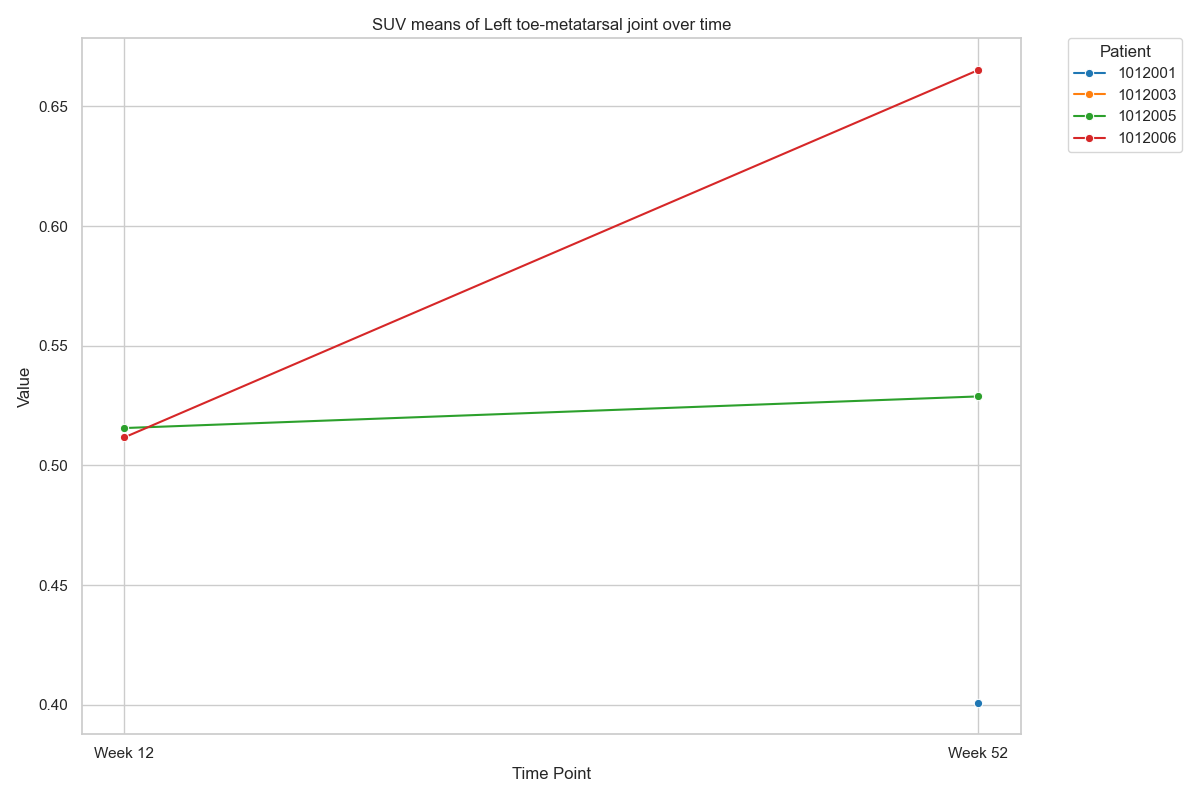 SUV means of Left toe-metatarsal joint over time
Patient
1012001
1012003
1012005
1012006
Value
0.65
0.60
0.55
0.50
0.45
0.40
Week 12
Week 52
Time Point